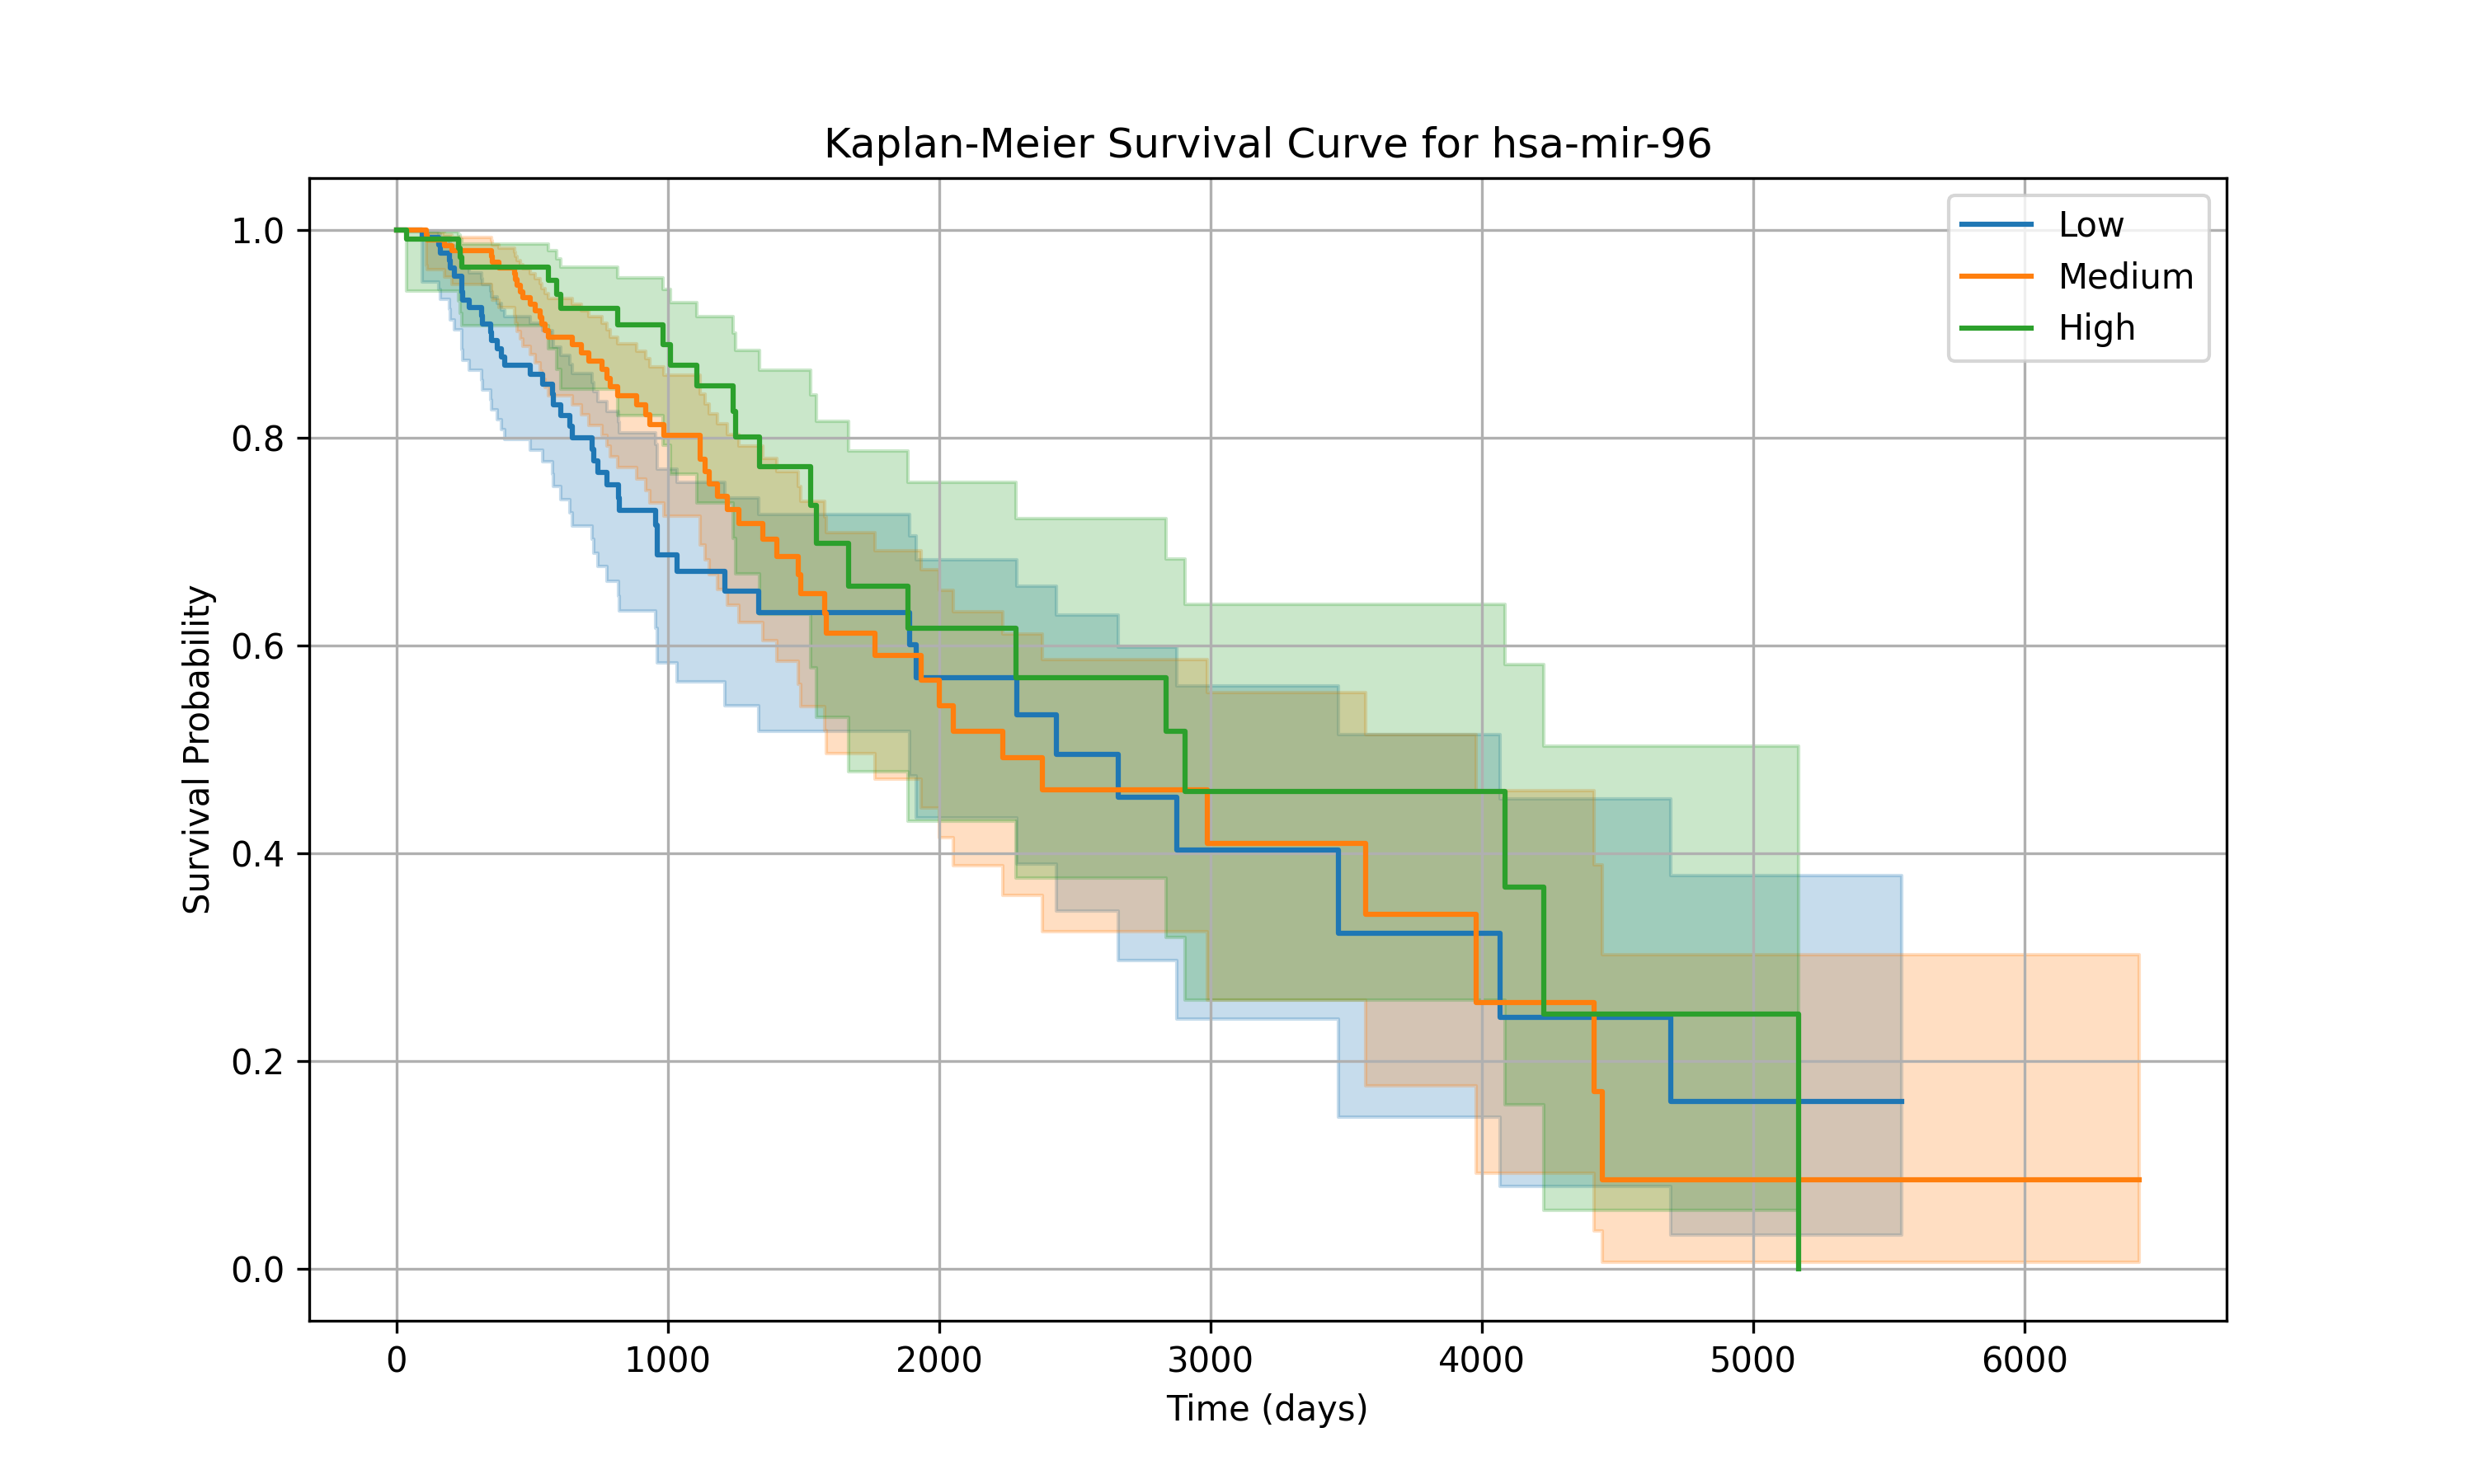 Kaplan-Meier Survival Curve for hsa-mir-96
Low
Medium
High
Survival Probability
1.0
0.8
0.6
0.4
0.2
0.0
0 1000 2000 3000 4000 5000 6000
Time (days)